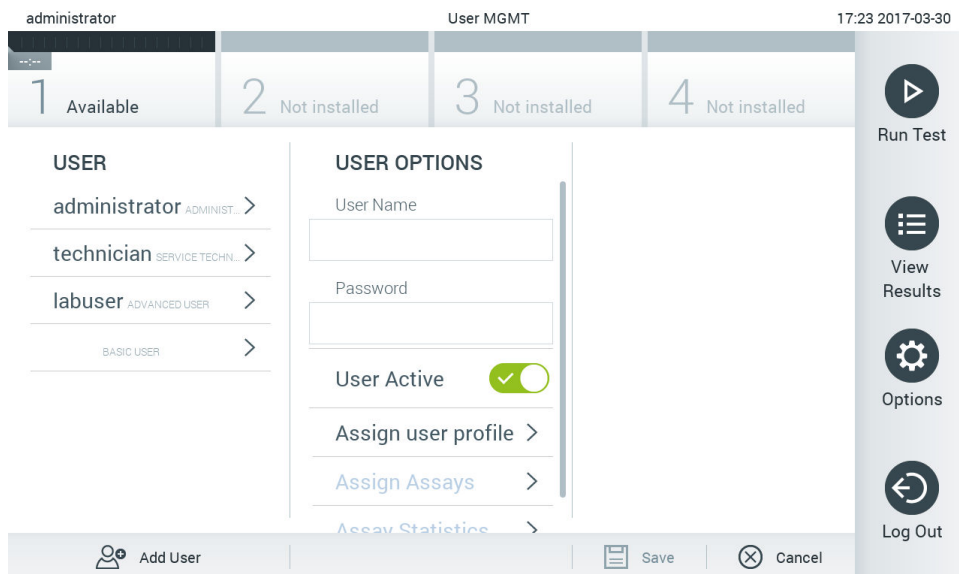 administrator
User MGMT
17:23 2017-03-30
--:--
1 Available
2 Not installed
3 Not installed
4 Not installed
USER
administrator ADMINIST...
technician SERVICE TECHN...
labuser ADVANCED USER
BASIC USER
USER OPTIONS
User Name
Password
User Active
Assign user profile
Assign Assays
Assay Statistics
Run Test
View
Results
Options
Log Out
Add User
Save
Cancel